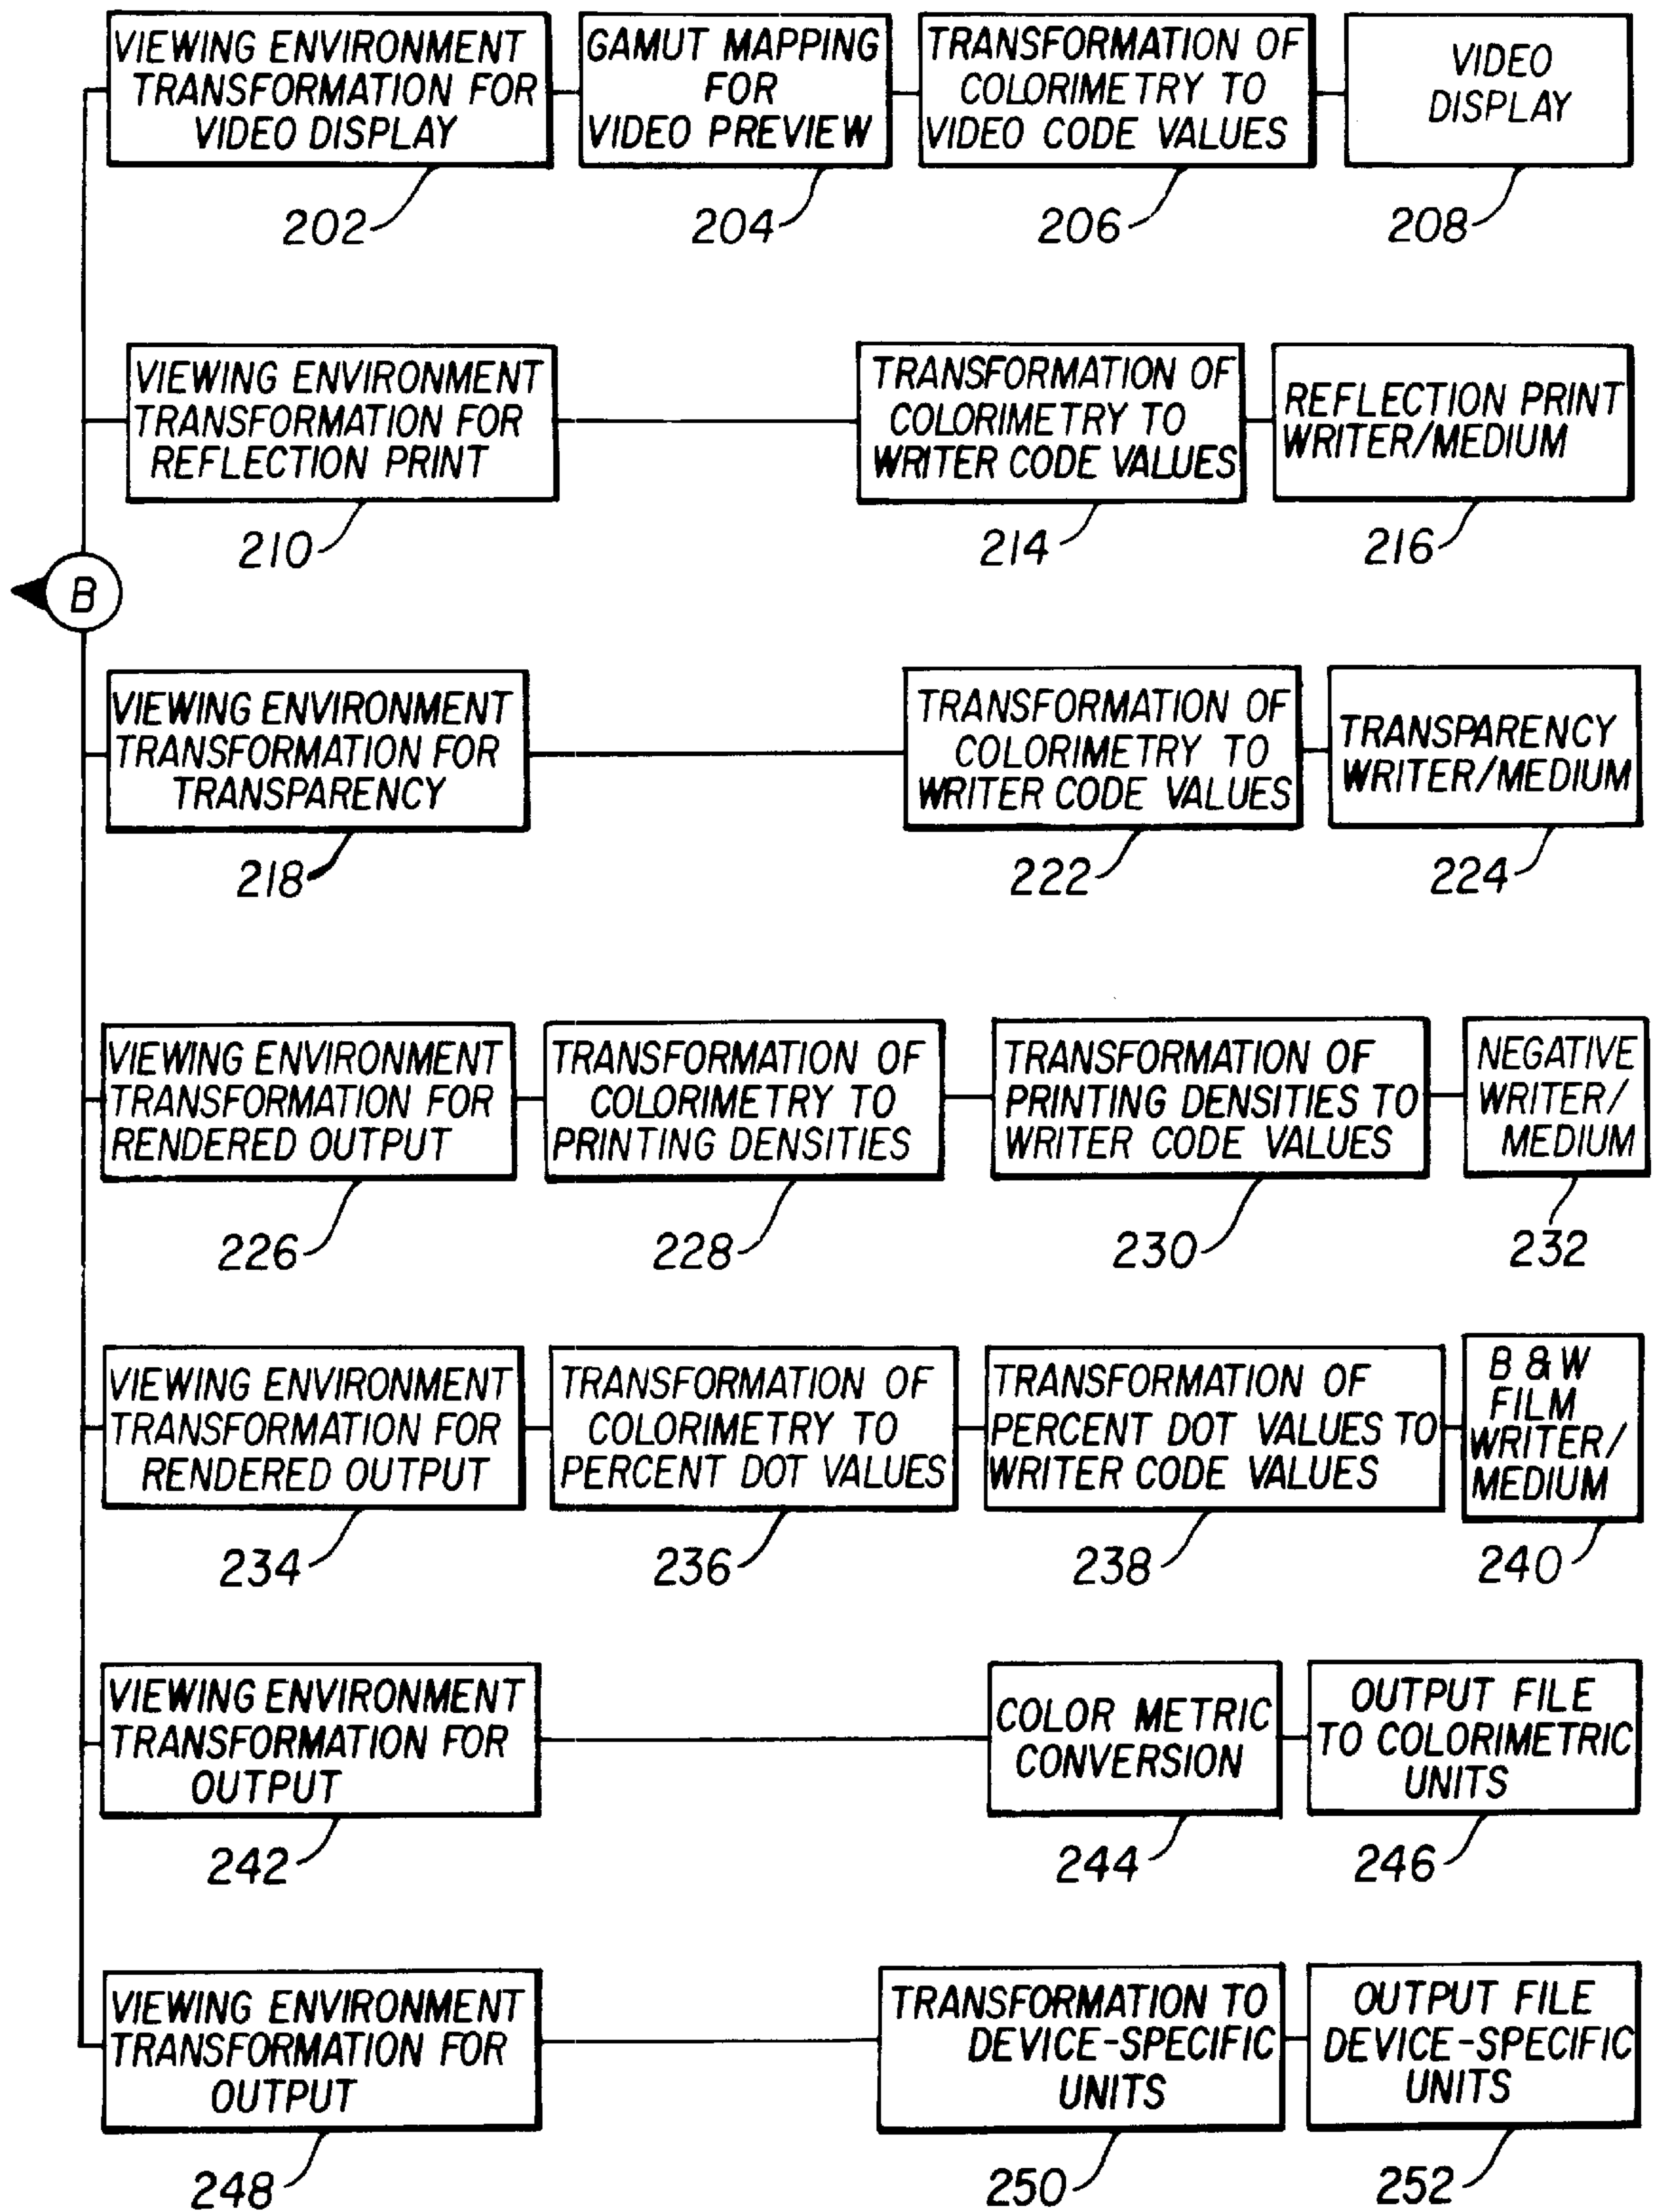 VIEWING ENVIRONMENT
TRANSFORMATION FOR
VIDEO DISPLAY
202
GAMUT MAPPING
FOR
VIDEO PREVIEW
204
TRANSFORMATION OF
COLORIMETRY TO
VIDEO CODE VALUES
206
VIDEO
DISPLAY
208
VIEWING ENVIRONMENT
TRANSFORMATION FOR
REFLECTION PRINT
210
TRANSFORMATION OF
COLORIMETRY TO
WRITER CODE VALUES
214
REFLECTION PRINT
WRITER/MEDIUM
216
B
VIEWING ENVIRONMENT
TRANSFORMATION FOR
TRANSPARENCY
218
TRANSFORMATION OF
COLORIMETRY TO
WRITER CODE VALUES
222
TRANSPARENCY
WRITER/MEDIUM
224
VIEWING ENVIRONMENT
TRANSFORMATION FOR
RENDERED OUTPUT
226
TRANSFORMATION OF
COLORIMETRY TO
PRINTING DENSITIES
228
TRANSFORMATION OF
PRINTING DENSITIES TO
WRITER CODE VALUES
230
NEGATIVE
WRITER/
MEDIUM
232
VIEWING ENVIRONMENT
TRANSFORMATION FOR
RENDERED OUTPUT
234
TRANSFORMATION OF
COLORIMETRY TO
PERCENT DOT VALUES
236
TRANSFORMATION OF
PERCENT DOT VALUES TO
WRITER CODE VALUES
238
B & W
FILM
WRITER/
MEDIUM
240
VIEWING ENVIRONMENT
TRANSFORMATION FOR
OUTPUT
242
COLOR METRIC
CONVERSION
244
OUTPUT FILE
TO COLORIMETRIC
UNITS
246
VIEWING ENVIRONMENT
TRANSFORMATION FOR
OUTPUT
248
TRANSFORMATION TO
DEVICE-SPECIFIC
UNITS
250
OUTPUT FILE
DEVICE-SPECIFIC
UNITS
252